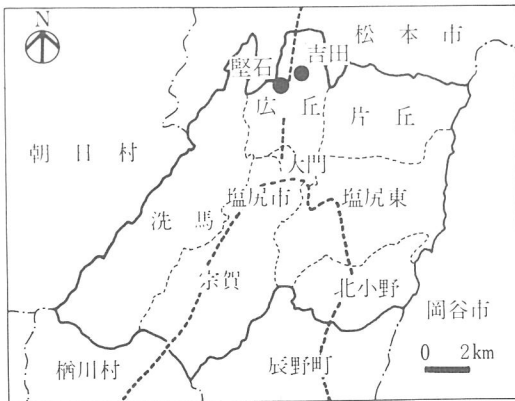 N
松本市
吉田
堅石
広丘
片丘
朝日村
大門
塩尻市
塩尻東
洗馬
宗賀
北小野
岡谷市
楢川村
辰野町
0 2km